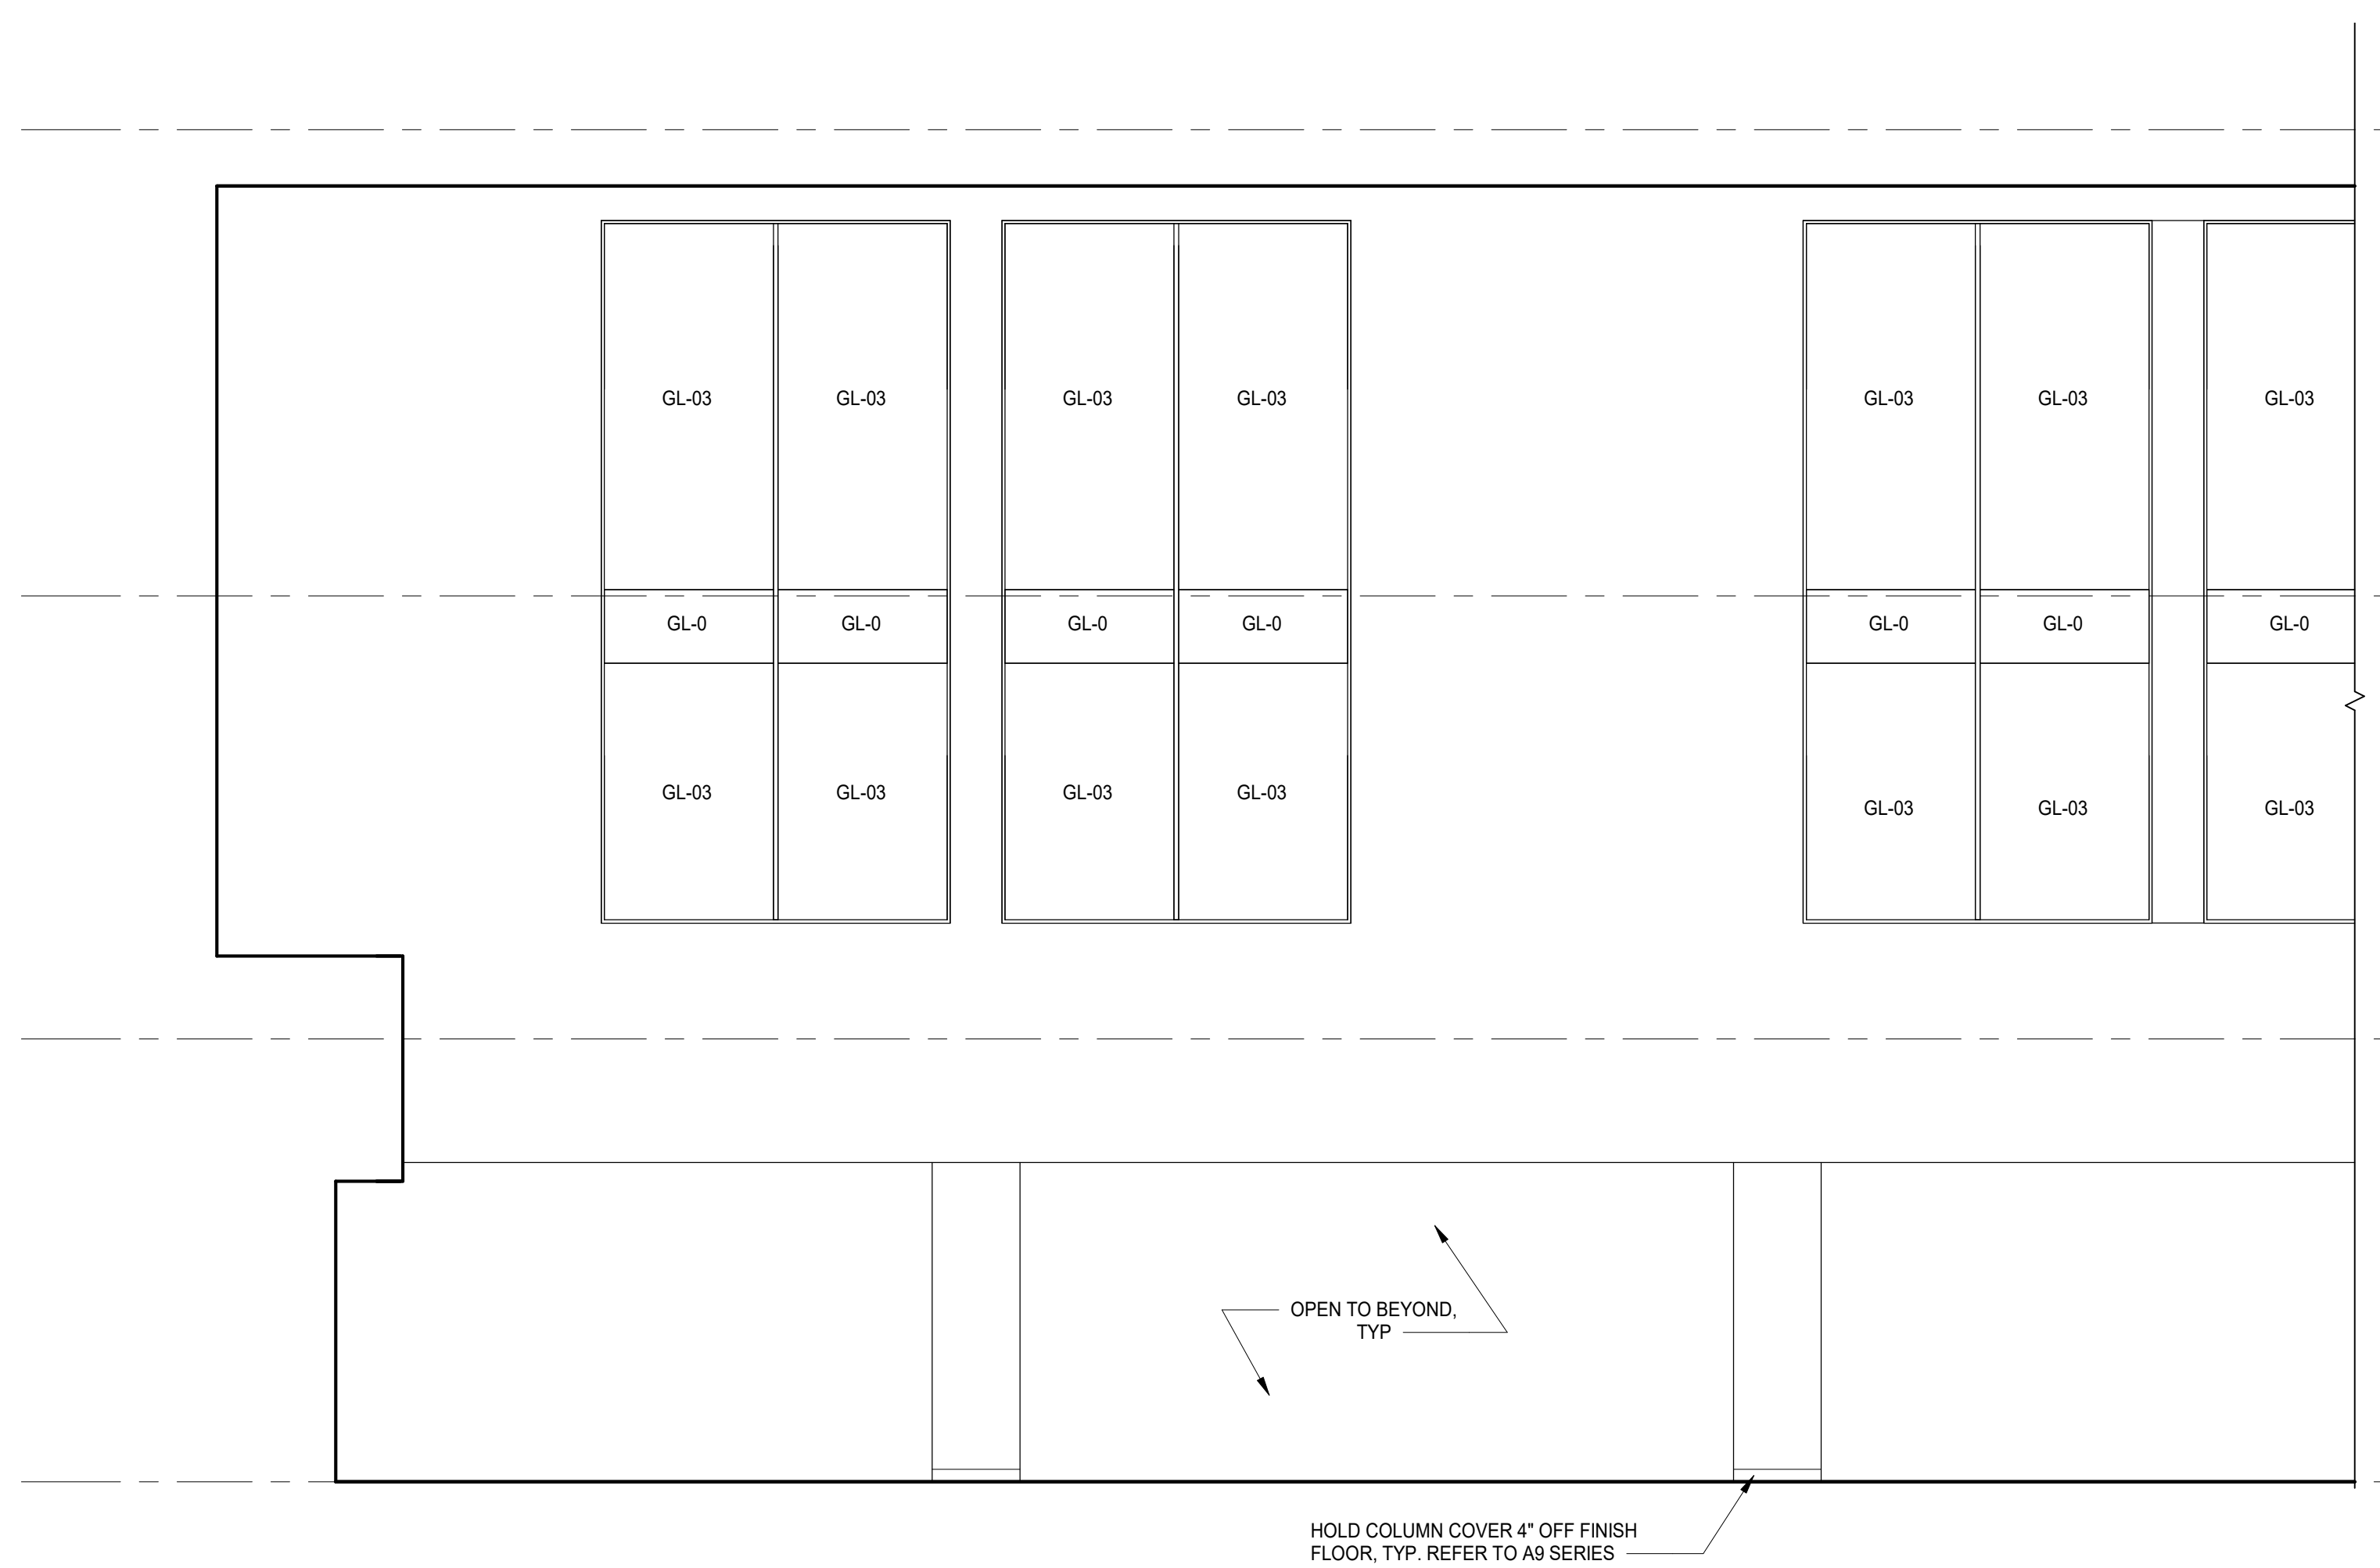 GL-03 GL-03 GL-03 GL-03 GL-03 GL-03 GL-03
GL-0 GL-0 GL-0 GL-0 GL-0 GL-0 GL-0
GL-03 GL-03 GL-03 GL-03 GL-03 GL-03 GL-03
OPEN TO BEYOND,
TYP
HOLD COLUMN COVER 4" OFF FINISH
FLOOR, TYP. REFER TO A9 SERIES